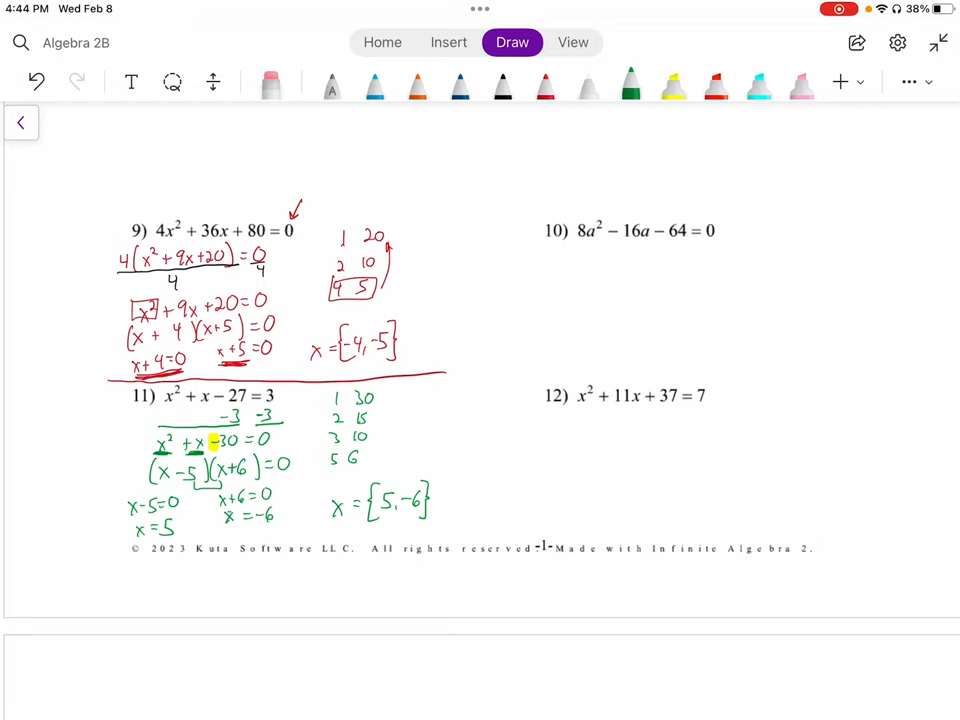 4:44 PM Wed Feb 8
38%
Algebra 2B
Home Insert Draw View
T
A
9) 4x² + 36x + 80 = 0
4(x² + 9x + 20) = 0
4 4
x² + 9x + 20 = 0
(x + 4)(x + 5) = 0
x + 4 = 0 x + 5 = 0
1 20
2 10
4 5
x = {-4, -5}
10) 8a² − 16a − 64 = 0
11) x² + x − 27 = 3
-3 -3
x² + x - 30 = 0
(x - 5)(x + 6) = 0
x - 5 = 0 x + 6 = 0
x = 5 x = -6
1 30
2 15
3 10
5 6
x = {5, -6}
12) x² + 11x + 37 = 7
© 2023 Kuta Software LLC. All rights reserved. -1- Made with Infinite Algebra 2.